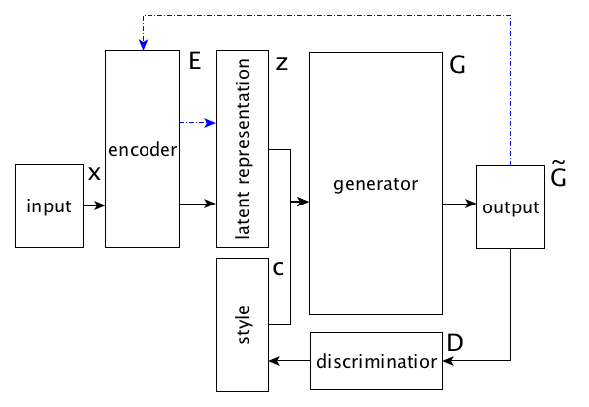 E
z
G
encoder
latent representation
generator
x
input
output
G̃
c
style
D
discriminatior